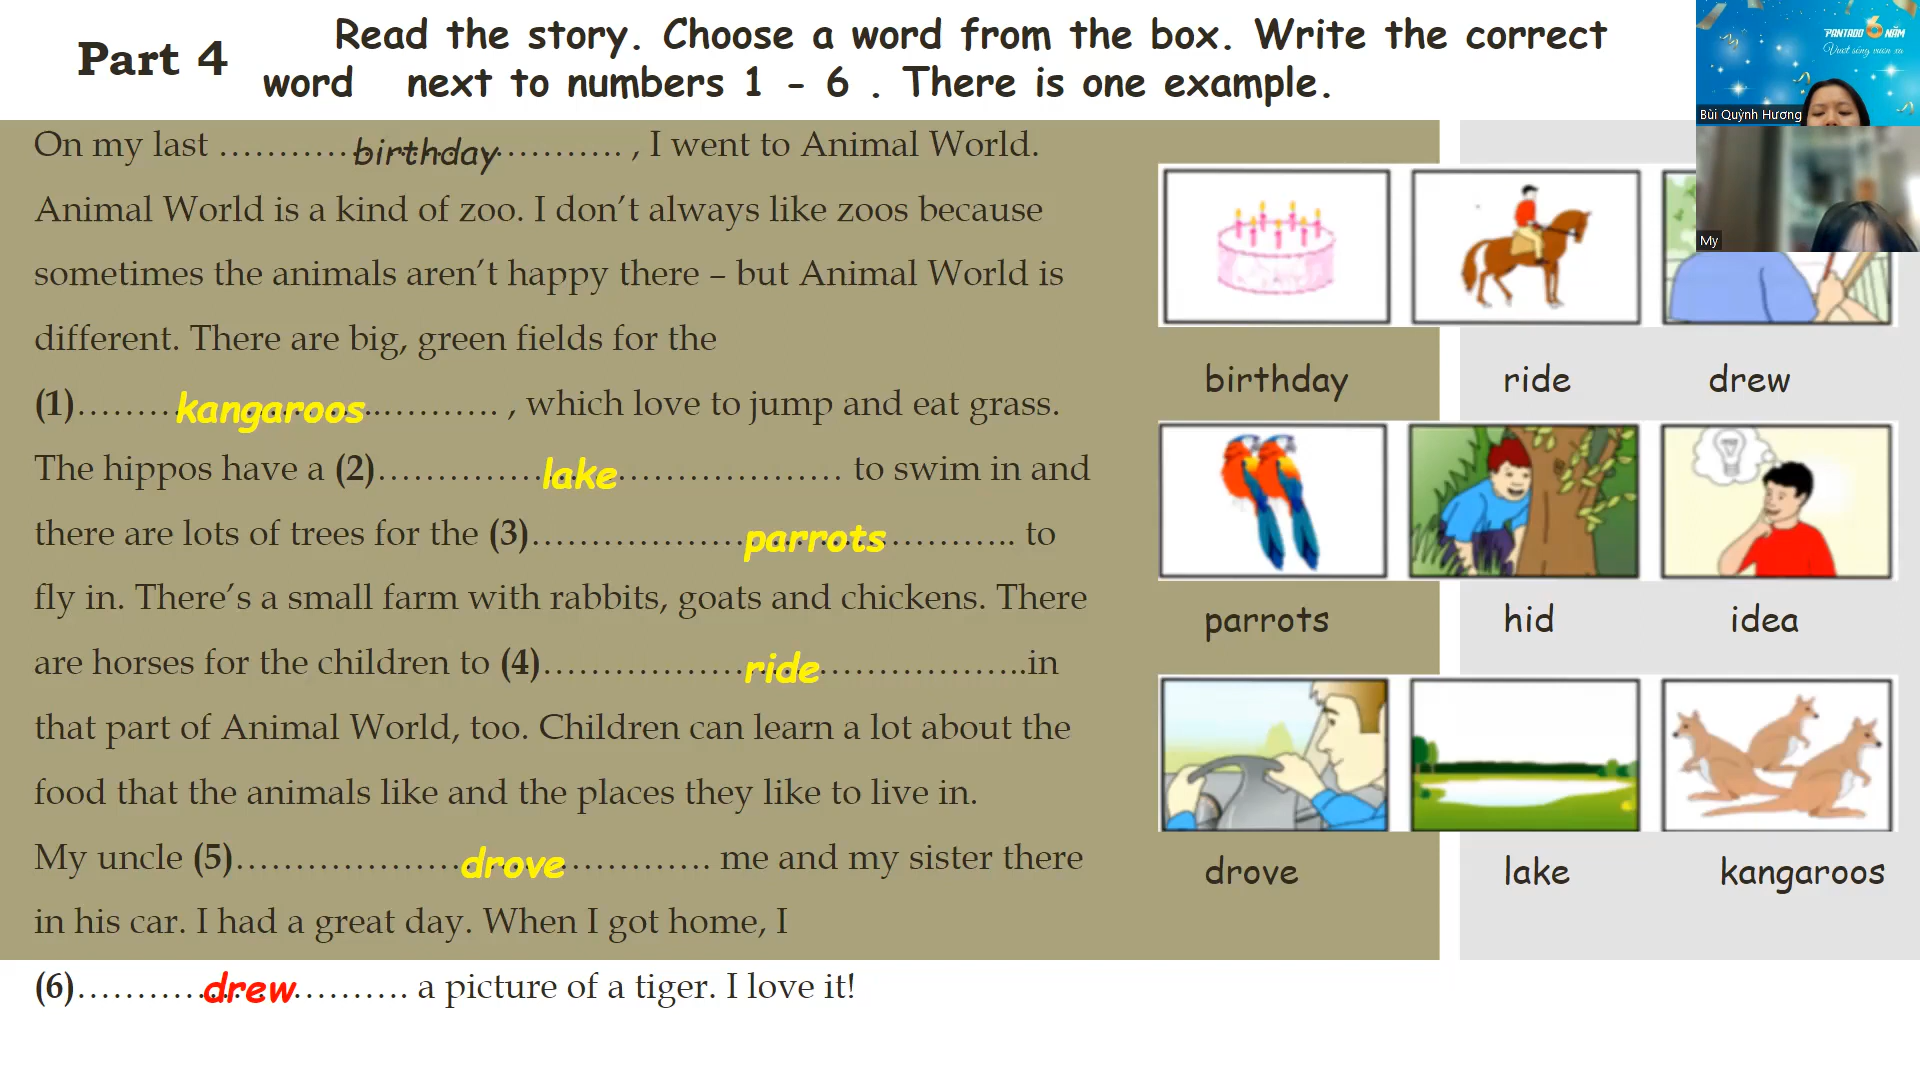 Part 4
Read the story. Choose a word from the box. Write the correct
word next to numbers 1 - 6 . There is one example.
On my last ………… birthday ………… , I went to Animal World.
Animal World is a kind of zoo. I don’t always like zoos because
sometimes the animals aren’t happy there – but Animal World is
different. There are big, green fields for the
(1)……… kangaroos ………… , which love to jump and eat grass.
The hippos have a (2)…………… lake ………………… to swim in and
there are lots of trees for the (3)………………… parrots ………….. to
fly in. There’s a small farm with rabbits, goats and chickens. There
are horses for the children to (4)………………… ride …………………..in
that part of Animal World, too. Children can learn a lot about the
food that the animals like and the places they like to live in.
My uncle (5)………………… drove ………… me and my sister there
in his car. I had a great day. When I got home, I
(6)………… drew ………… a picture of a tiger. I love it!
birthday ride drew
parrots hid idea
drove lake kangaroos
PANTADO 6 NĂM
Vượt sóng vươn xa
Bùi Quỳnh Hương
My